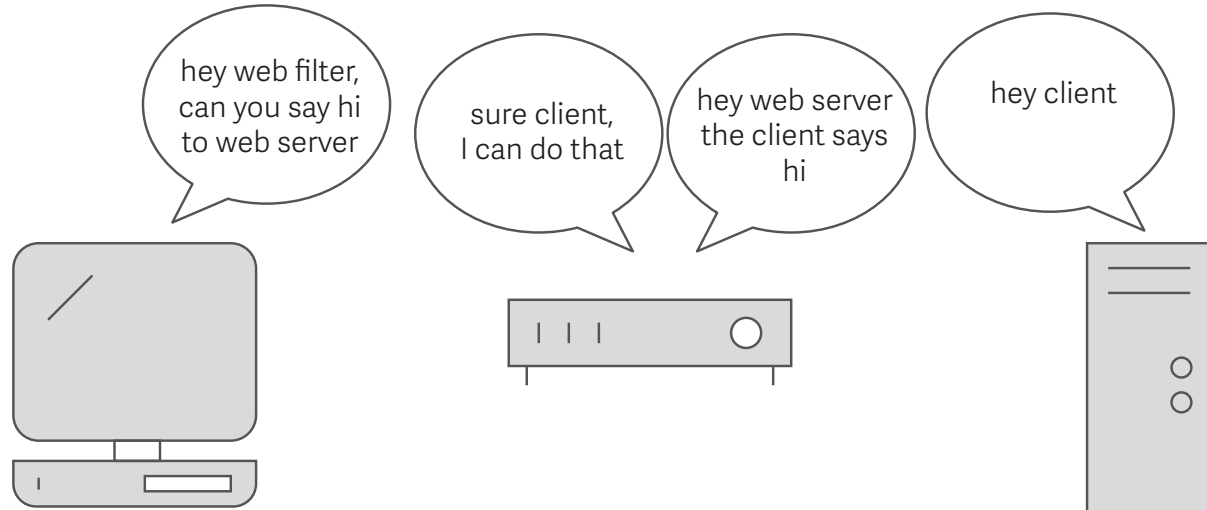 hey web filter,
can you say hi
to web server
sure client,
I can do that
hey web server
the client says
hi
hey client